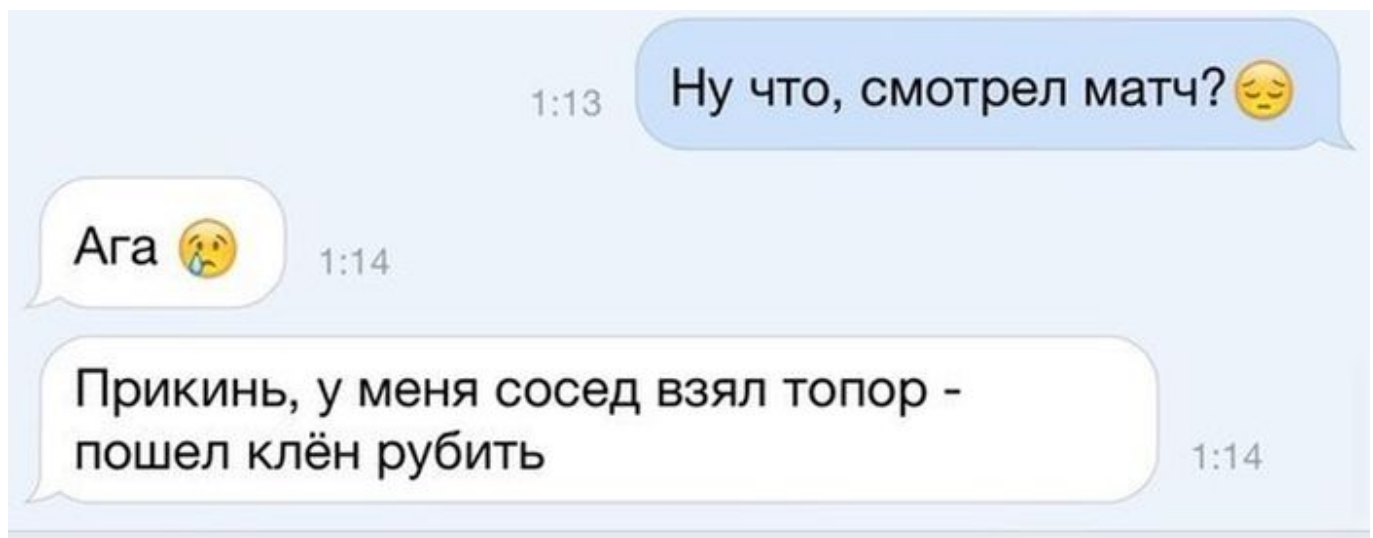 Ну что, смотрел матч?😔
1:13
Ага 😢
1:14
Прикинь, у меня сосед взял топор -
пошел клён рубить
1:14